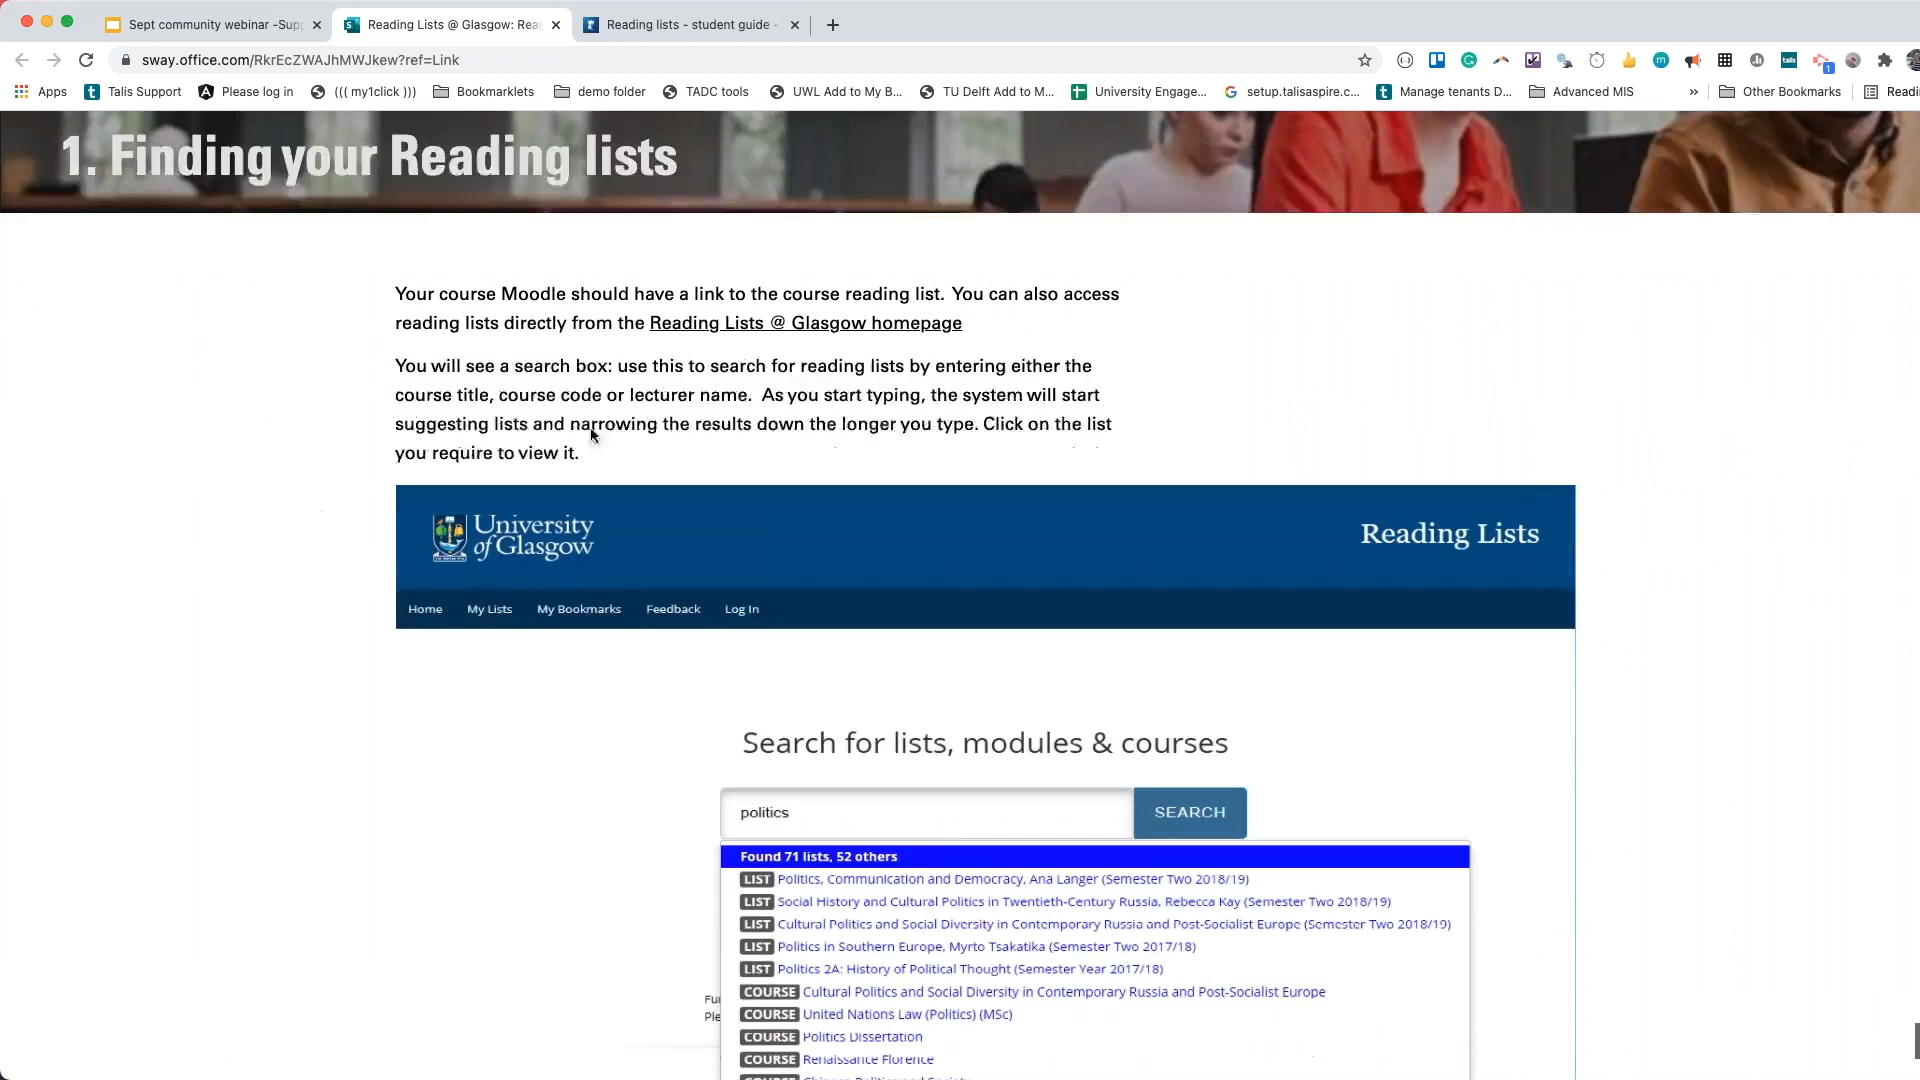 Sept community webinar -Sup
Reading Lists @ Glasgow: Rea
Reading lists - student guide -
sway.office.com/RkrEcZWAJhMWJkew?ref=Link
Apps
Talis Support
Please log in
((( my1click )))
Bookmarklets
demo folder
TADC tools
UWL Add to My B...
TU Delft Add to M...
University Engage...
setup.talisaspire.c...
Manage tenants D...
Advanced MIS
»
Other Bookmarks
Readi
1. Finding your Reading lists
Your course Moodle should have a link to the course reading list. You can also access
reading lists directly from the Reading Lists @ Glasgow homepage
You will see a search box: use this to search for reading lists by entering either the
course title, course code or lecturer name. As you start typing, the system will start
suggesting lists and narrowing the results down the longer you type. Click on the list
you require to view it.
University
of Glasgow
Reading Lists
Home
My Lists
My Bookmarks
Feedback
Log In
Search for lists, modules & courses
politics
SEARCH
Found 71 lists, 52 others
LIST Politics, Communication and Democracy, Ana Langer (Semester Two 2018/19)
LIST Social History and Cultural Politics in Twentieth-Century Russia, Rebecca Kay (Semester Two 2018/19)
LIST Cultural Politics and Social Diversity in Contemporary Russia and Post-Socialist Europe (Semester Two 2018/19)
LIST Politics in Southern Europe, Myrto Tsakatika (Semester Two 2017/18)
LIST Politics 2A: History of Political Thought (Semester Year 2017/18)
COURSE Cultural Politics and Social Diversity in Contemporary Russia and Post-Socialist Europe
Fu
COURSE United Nations Law (Politics) (MSc)
Ple
COURSE Politics Dissertation
COURSE Renaissance Florence